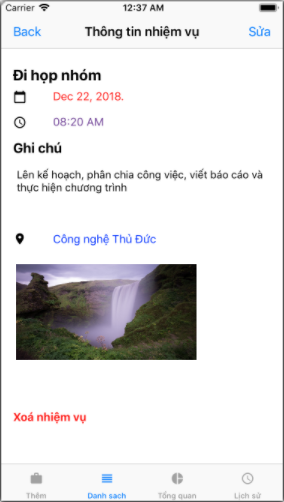 Carrier 12:37 AM
Back Thông tin nhiệm vụ Sửa
Đi họp nhóm
Dec 22, 2018.
08:20 AM
Ghi chú
Lên kế hoạch, phân chia công việc, viết báo cáo và
thực hiện chương trình
Công nghệ Thủ Đức
Xoá nhiệm vụ
Thêm Danh sach Tổng quan Lịch sử